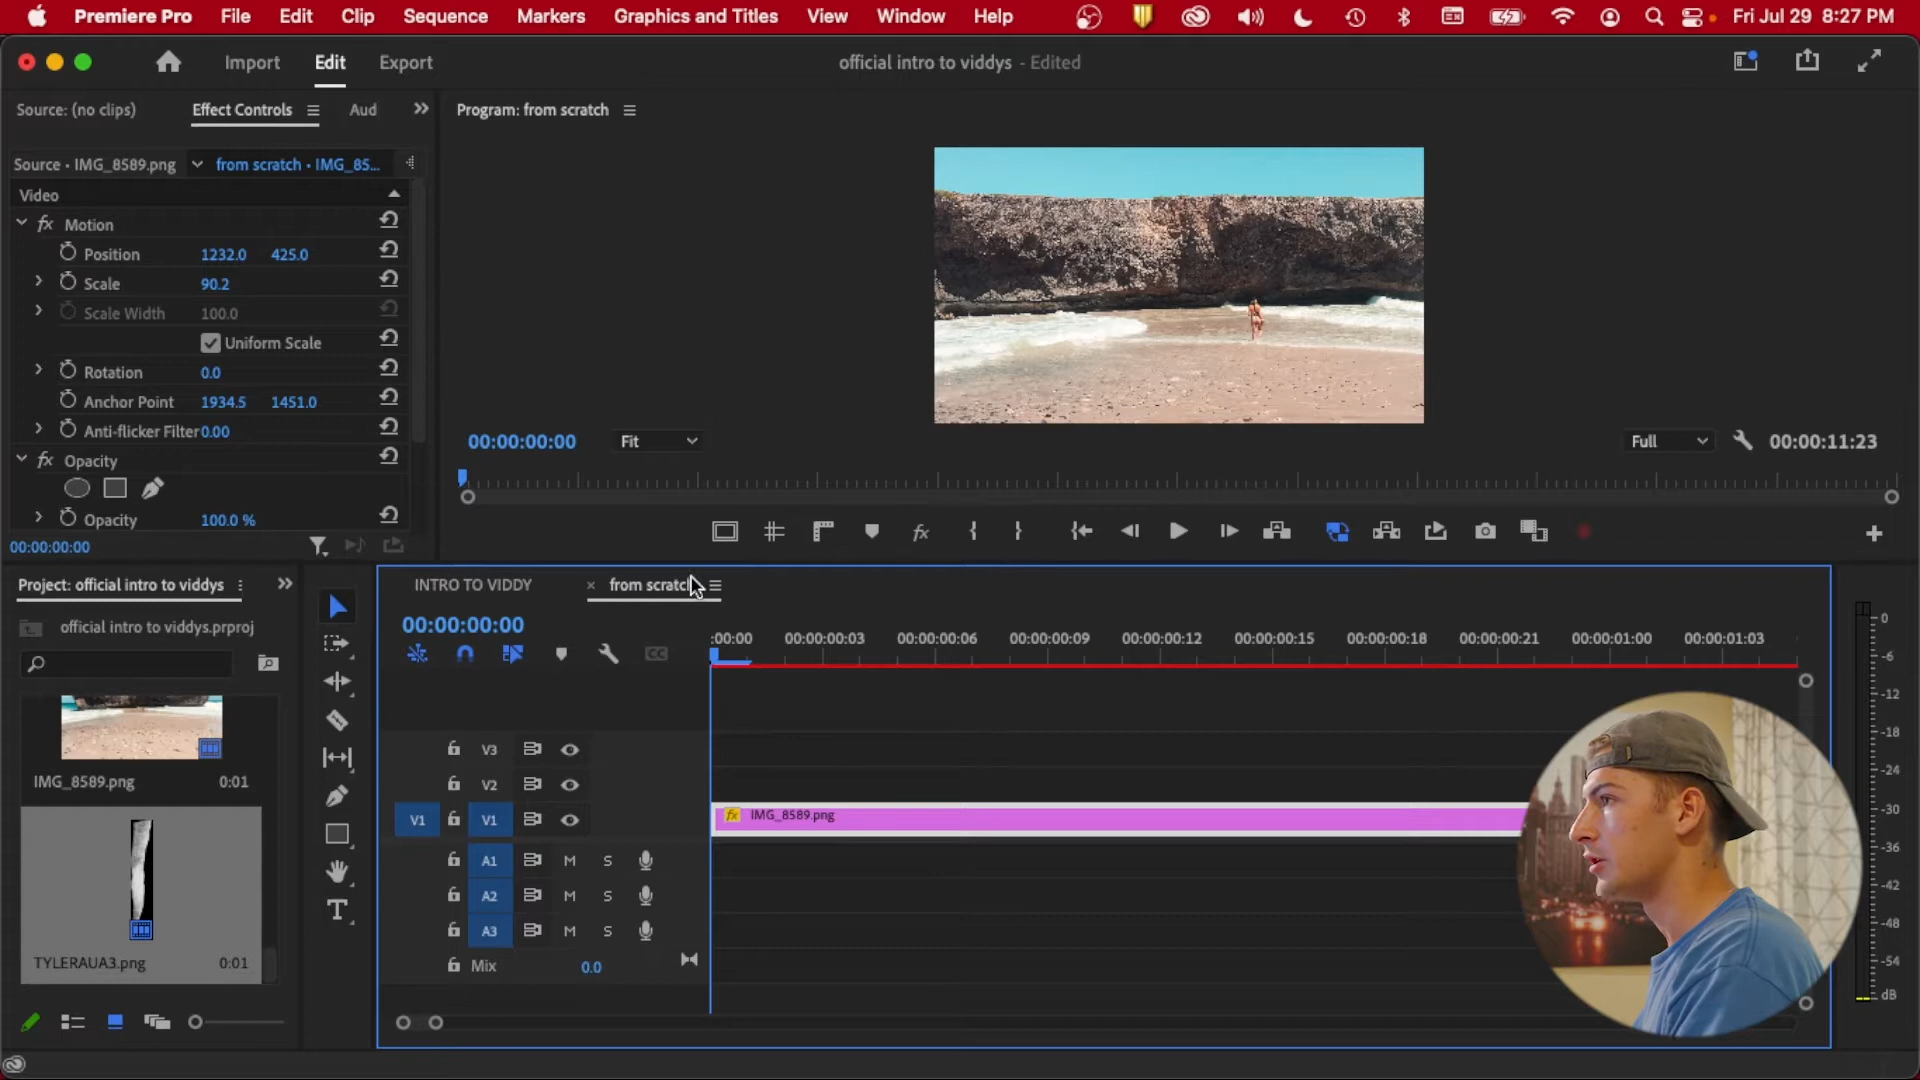 Premiere Pro File Edit Clip Sequence Markers Graphics and Titles View Window Help Fri Jul 29 8:27 PM
Import Edit Export official intro to viddys - Edited
Source: (no clips) Effect Controls Aud Program: from scratch
Source • IMG_8589.png from scratch • IMG_85...
Video
fx Motion
Position 1232.0 425.0
Scale 90.2
Scale Width 100.0
Uniform Scale
Rotation 0.0
Anchor Point 1934.5 1451.0
Anti-flicker Filter 0.00
fx Opacity
Opacity 100.0 %
00:00:00:00
00:00:00:00 Fit Full 00:00:11:23
fx
Project: official intro to viddys
official intro to viddys.prproj
IMG_8589.png 0:01
TYLERAUA3.png 0:01
T
INTRO TO VIDDY × from scratch
00:00:00:00
CC
:00:00 00:00:00:03 00:00:00:06 00:00:00:09 00:00:00:12 00:00:00:15 00:00:00:18 00:00:00:21 00:00:01:00 00:00:01:03
V3
V2
V1 V1 fx IMG_8589.png
A1 M S
A2 M S
A3 M S
Mix 0.0
0
-6
-12
-18
-24
-30
-36
-42
-48
-54
dB